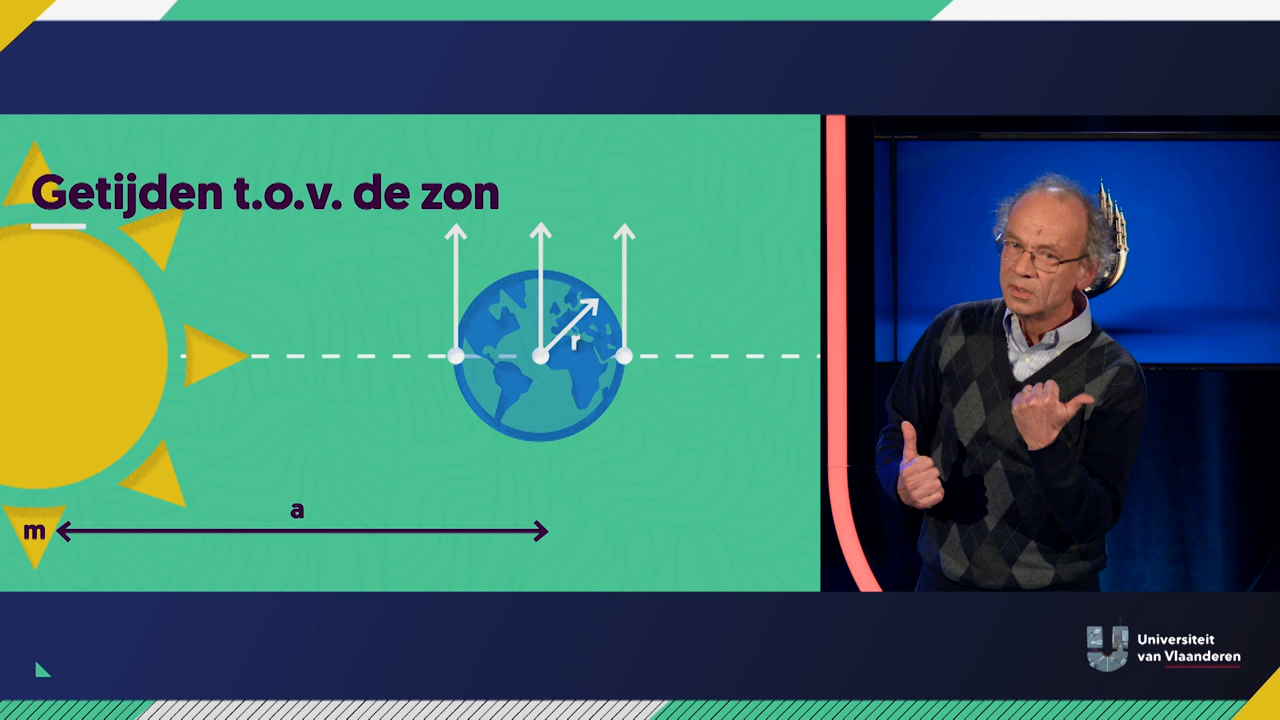 Getijden t.o.v. de zon
r
a
m
Universiteit
van Vlaanderen